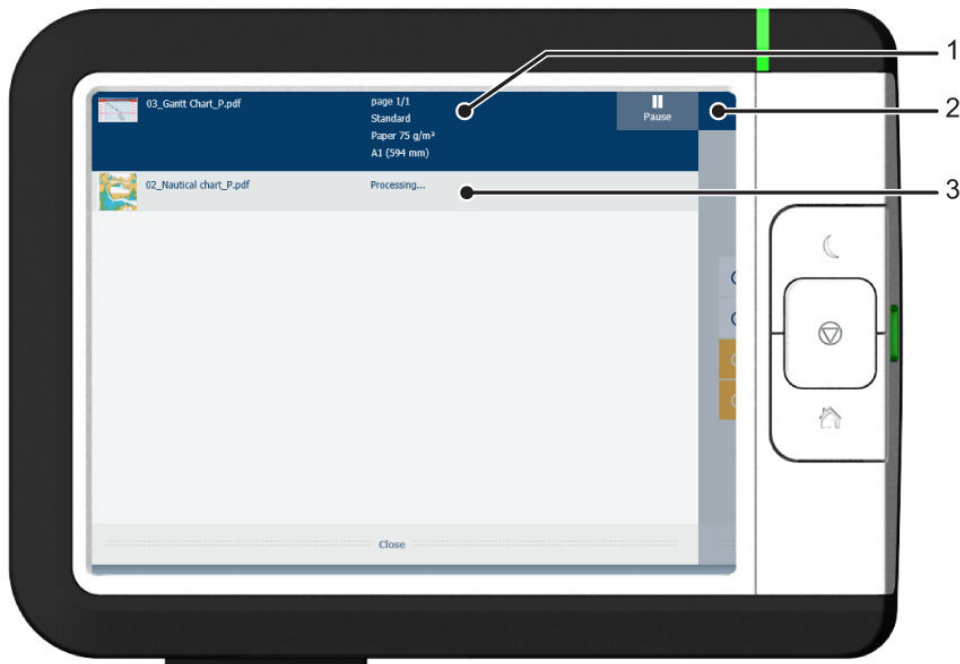 03_Gantt Chart_P.pdf
page 1/1
Standard
Paper 75 g/m²
A1 (594 mm)
Pause
02_Nautical chart_P.pdf
Processing...
Close
1
2
3